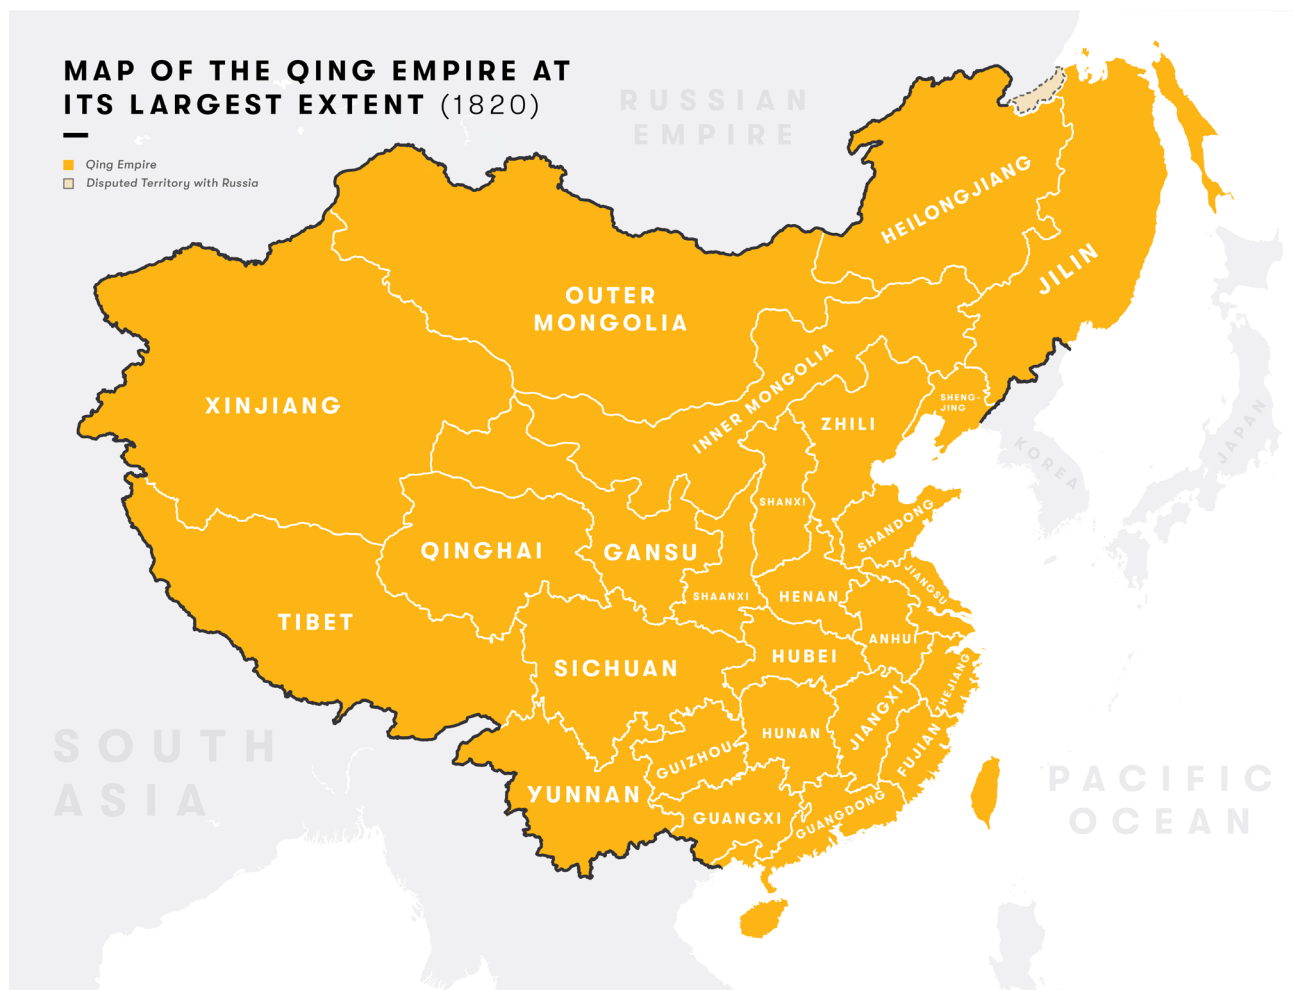 MAP OF THE QING EMPIRE AT
ITS LARGEST EXTENT (1820)
Qing Empire
Disputed Territory with Russia
RUSSIAN
EMPIRE
HEILONGJIANG
JILIN
OUTER
MONGOLIA
INNER MONGOLIA
XINJIANG
ZHILI
SHENG-
JING
KOREA
JAPAN
SHANXI
SHANDONG
QINGHAI
GANSU
JIANGSU
SHAANXI
HENAN
TIBET
ANHUI
SICHUAN
HUBEI
ZHEJIANG
JIANGXI
HUNAN
FUJIAN
GUIZHOU
SOUTH
ASIA
YUNNAN
GUANGXI
GUANGDONG
PACIFIC
OCEAN